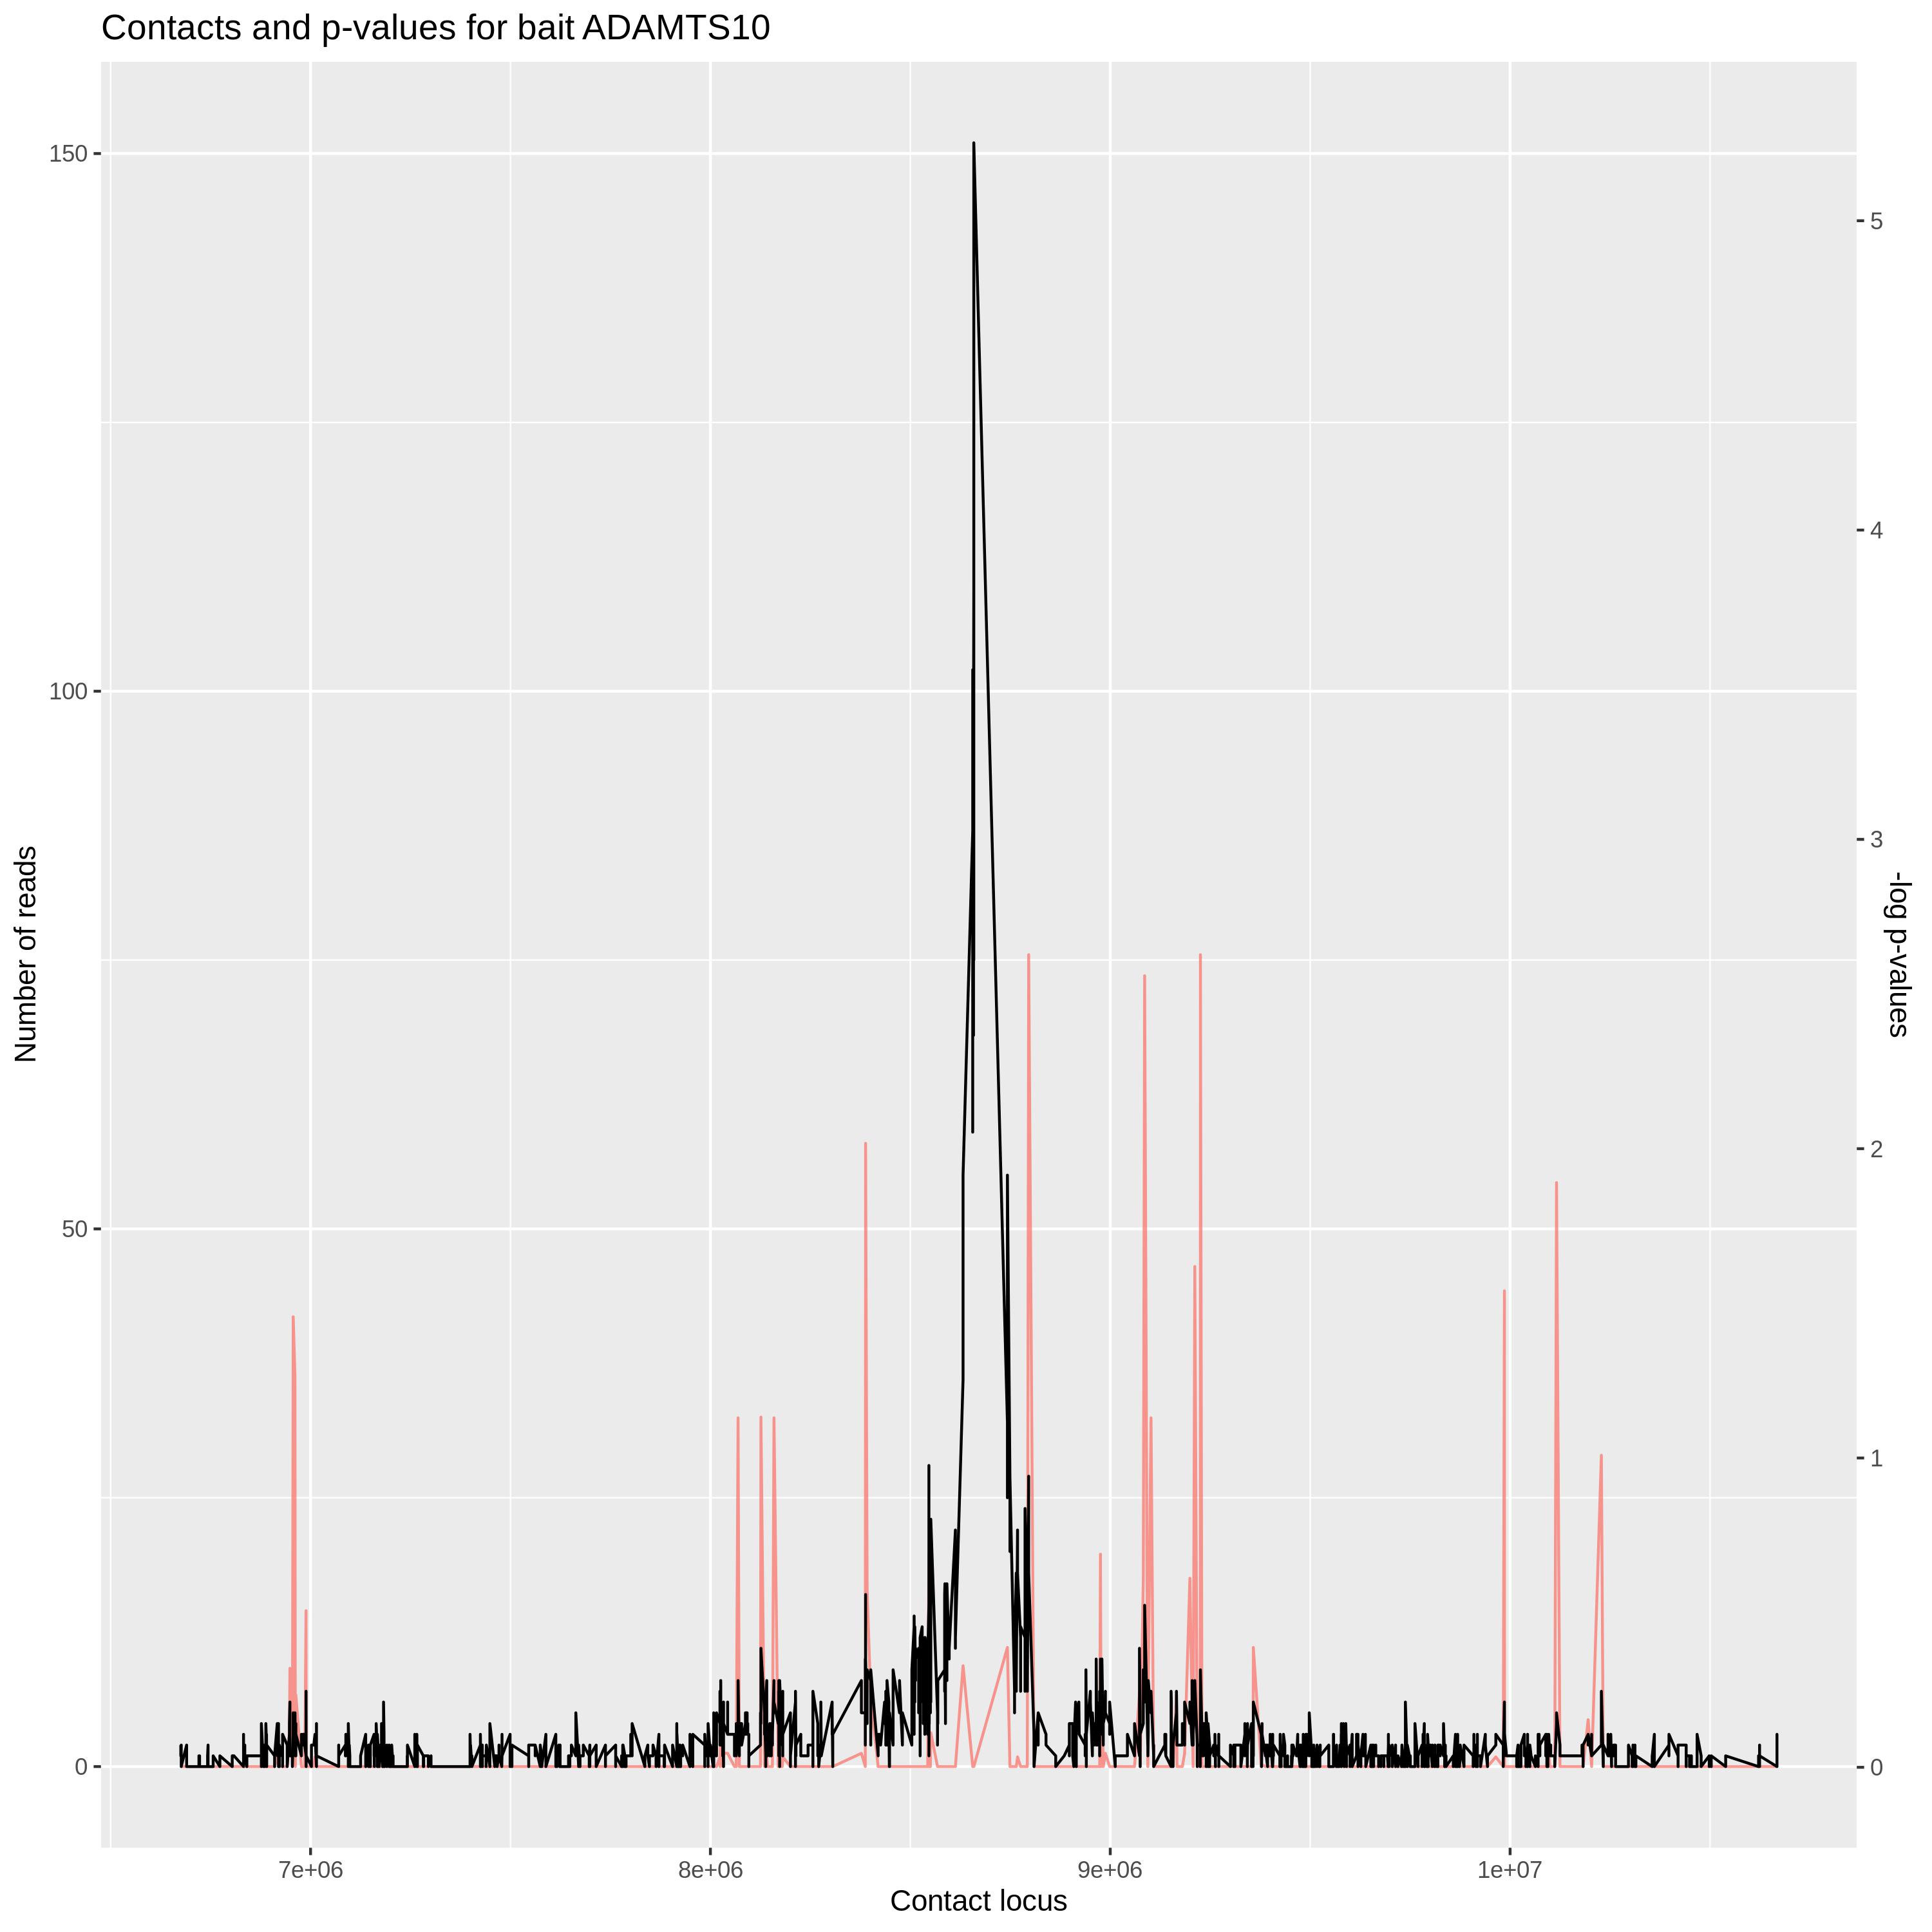 Contacts and p-values for bait ADAMTS10
150
100
50
0
Number of reads
5
4
3
2
1
0
-log p-values
7e+06
8e+06
9e+06
1e+07
Contact locus